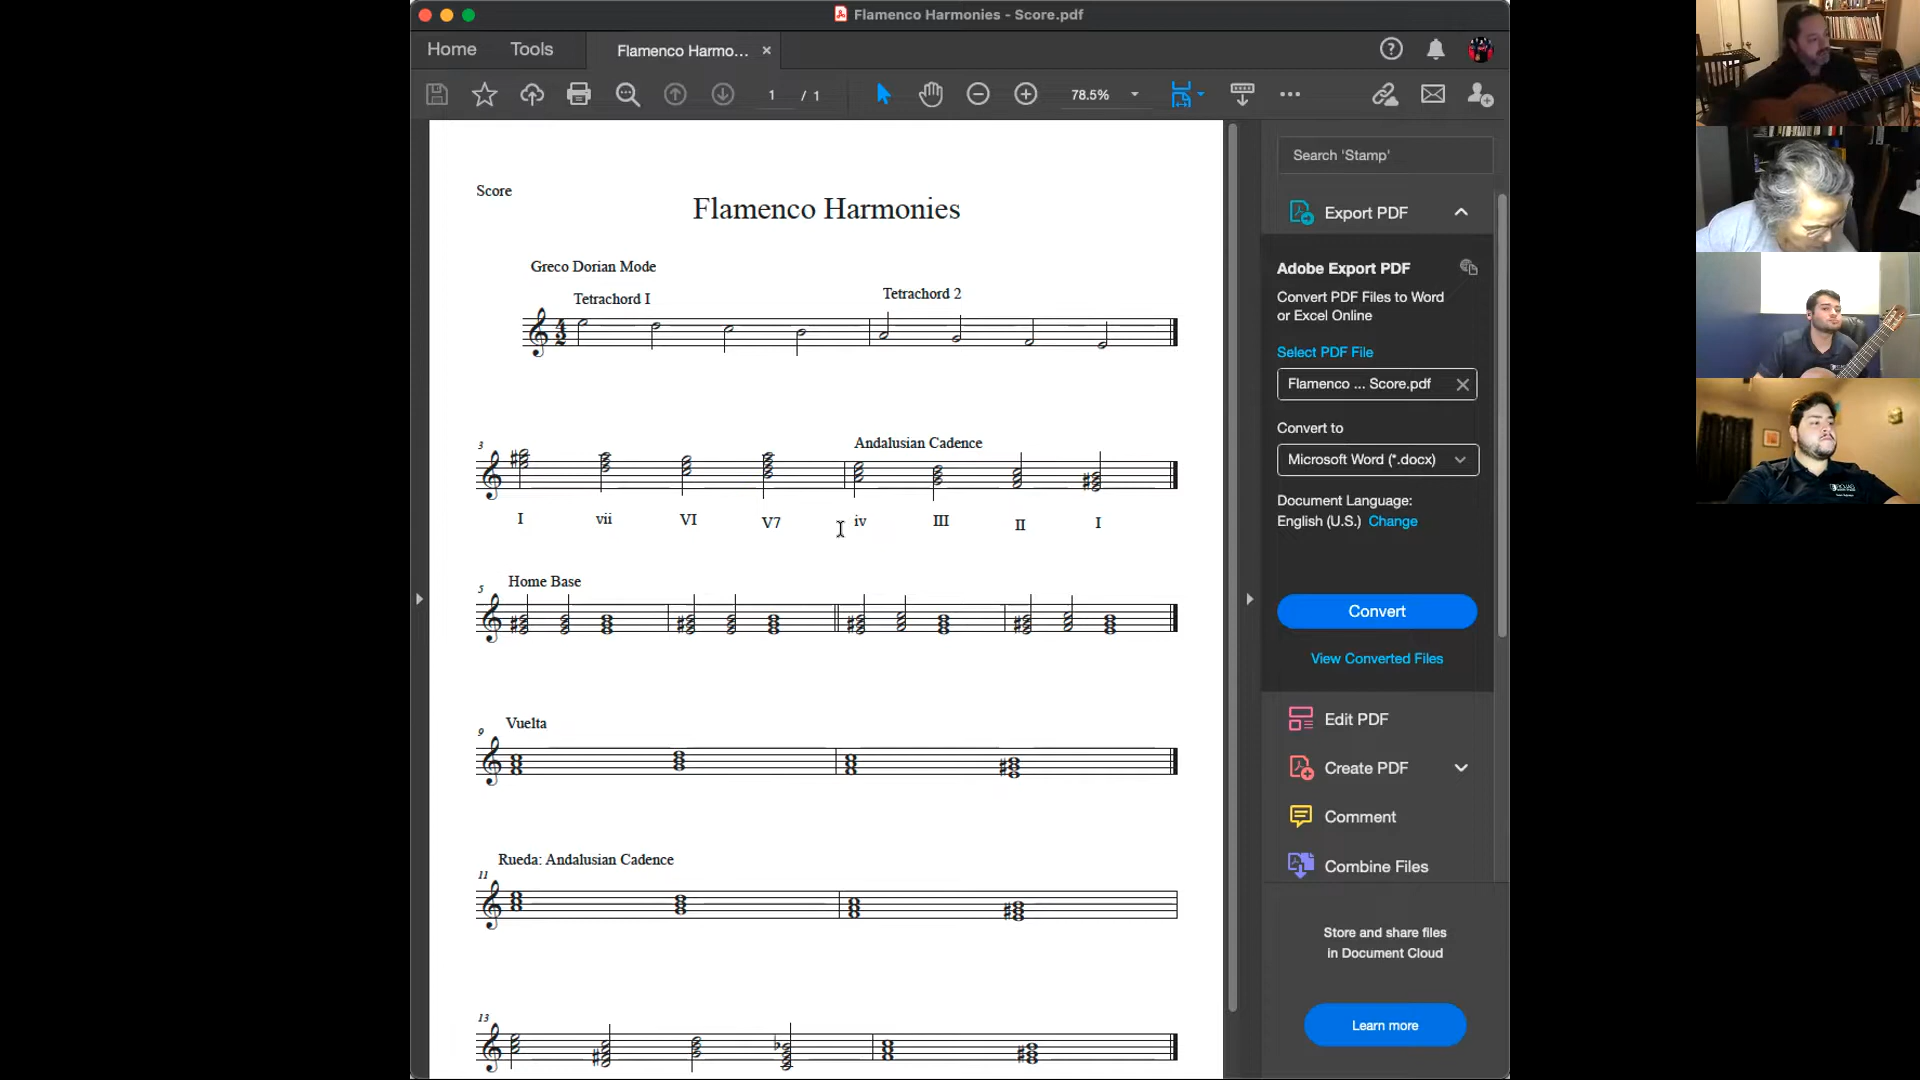 Flamenco Harmonies - Score.pdf
Home
Tools
Flamenco Harmo...
1 / 1
78.5%
Search 'Stamp'
Export PDF
Adobe Export PDF
Convert PDF Files to Word
or Excel Online
Select PDF File
Flamenco ... Score.pdf
Convert to
Microsoft Word (*.docx)
Document Language:
English (U.S.) Change
Convert
View Converted Files
Edit PDF
Create PDF
Comment
Combine Files
Store and share files
in Document Cloud
Learn more
Score
Flamenco Harmonies
Greco Dorian Mode
Tetrachord I
Tetrachord 2
4
2
3
Andalusian Cadence
I vii VI V7 iv III II I
5
Home Base
9
Vuelta
Rueda: Andalusian Cadence
11
13